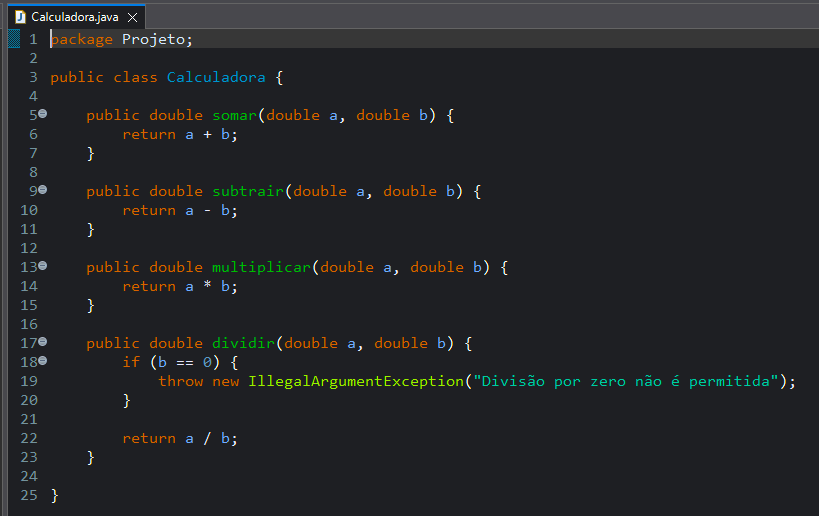 Calculadora.java
1 package Projeto;
2
3 public class Calculadora {
4
5     public double somar(double a, double b) {
6         return a + b;
7     }
8
9     public double subtrair(double a, double b) {
10         return a - b;
11     }
12
13     public double multiplicar(double a, double b) {
14         return a * b;
15     }
16
17     public double dividir(double a, double b) {
18         if (b == 0) {
19             throw new IllegalArgumentException("Divisão por zero não é permitida");
20         }
21
22         return a / b;
23     }
24
25 }